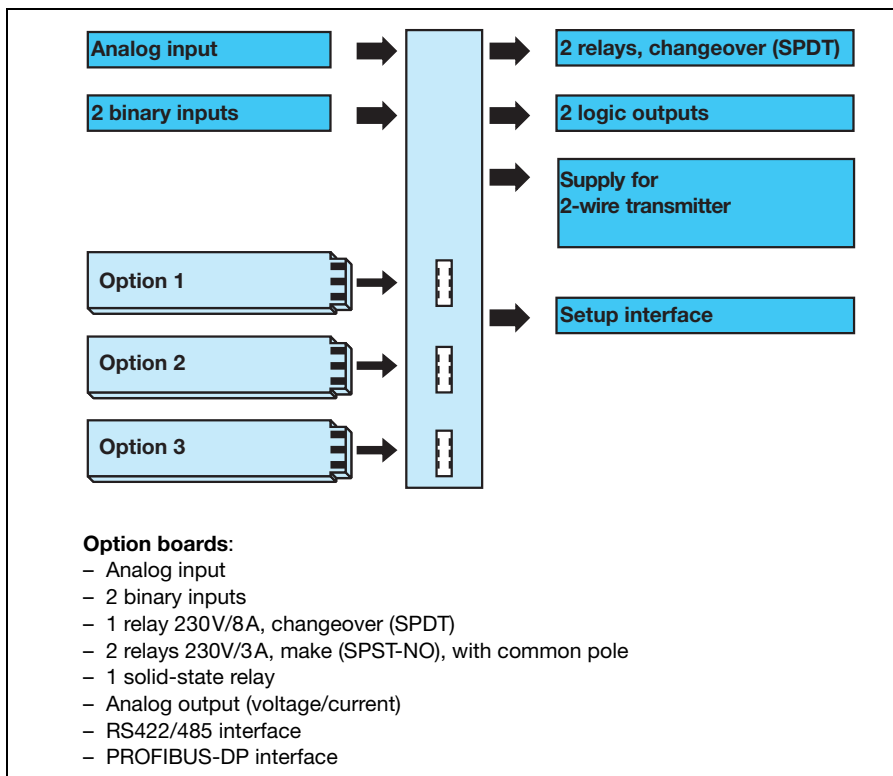 Analog input
2 relays, changeover (SPDT)
2 binary inputs
2 logic outputs
Supply for
2-wire transmitter
Option 1
Setup interface
Option 2
Option 3
Option boards:
– Analog input
– 2 binary inputs
– 1 relay 230V/8A, changeover (SPDT)
– 2 relays 230V/3A, make (SPST-NO), with common pole
– 1 solid-state relay
– Analog output (voltage/current)
– RS422/485 interface
– PROFIBUS-DP interface